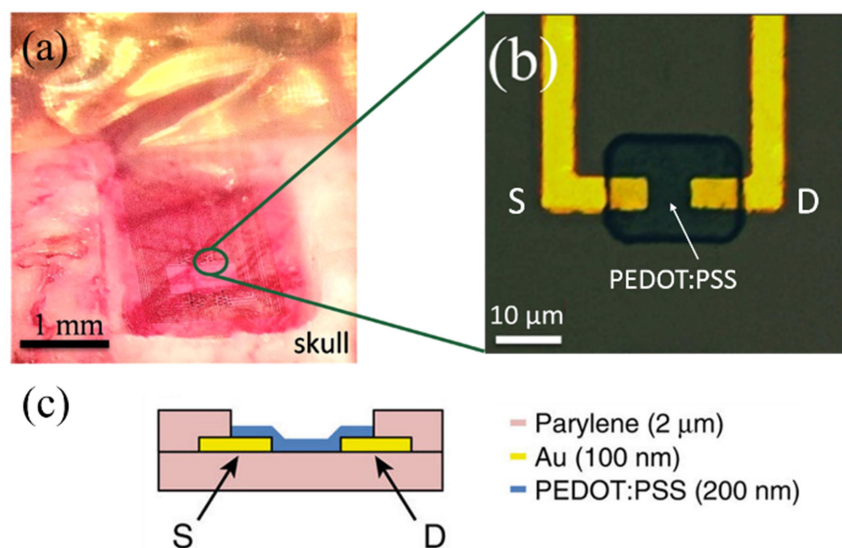 (a)
1 mm
skull
(b)
S
D
PEDOT:PSS
10 μm
(c)
S
D
Parylene (2 μm)
Au (100 nm)
PEDOT:PSS (200 nm)